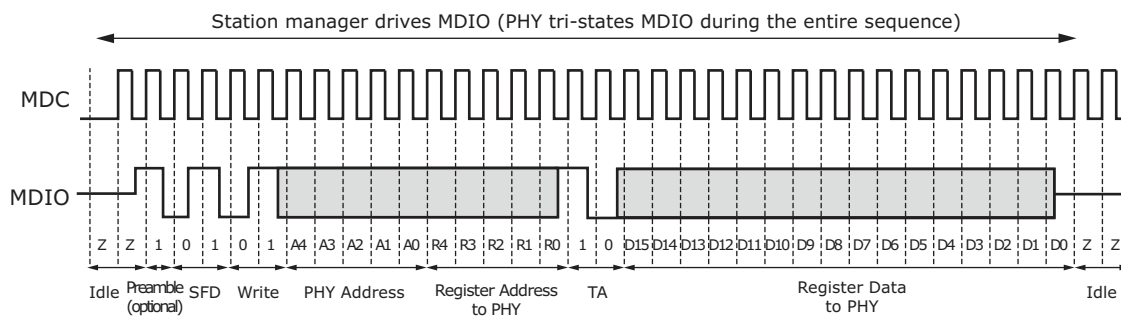 Station manager drives MDIO (PHY tri-states MDIO during the entire sequence)
MDC
MDIO
Z Z 1 0 1 0 1 A4 A3 A2 A1 A0 R4 R3 R2 R1 R0 1 0 D15 D14 D13 D12 D11 D10 D9 D8 D7 D6 D5 D4 D3 D2 D1 D0 Z Z
Idle Preamble SFD Write PHY Address Register Address TA Register Data Idle
(optional) to PHY to PHY